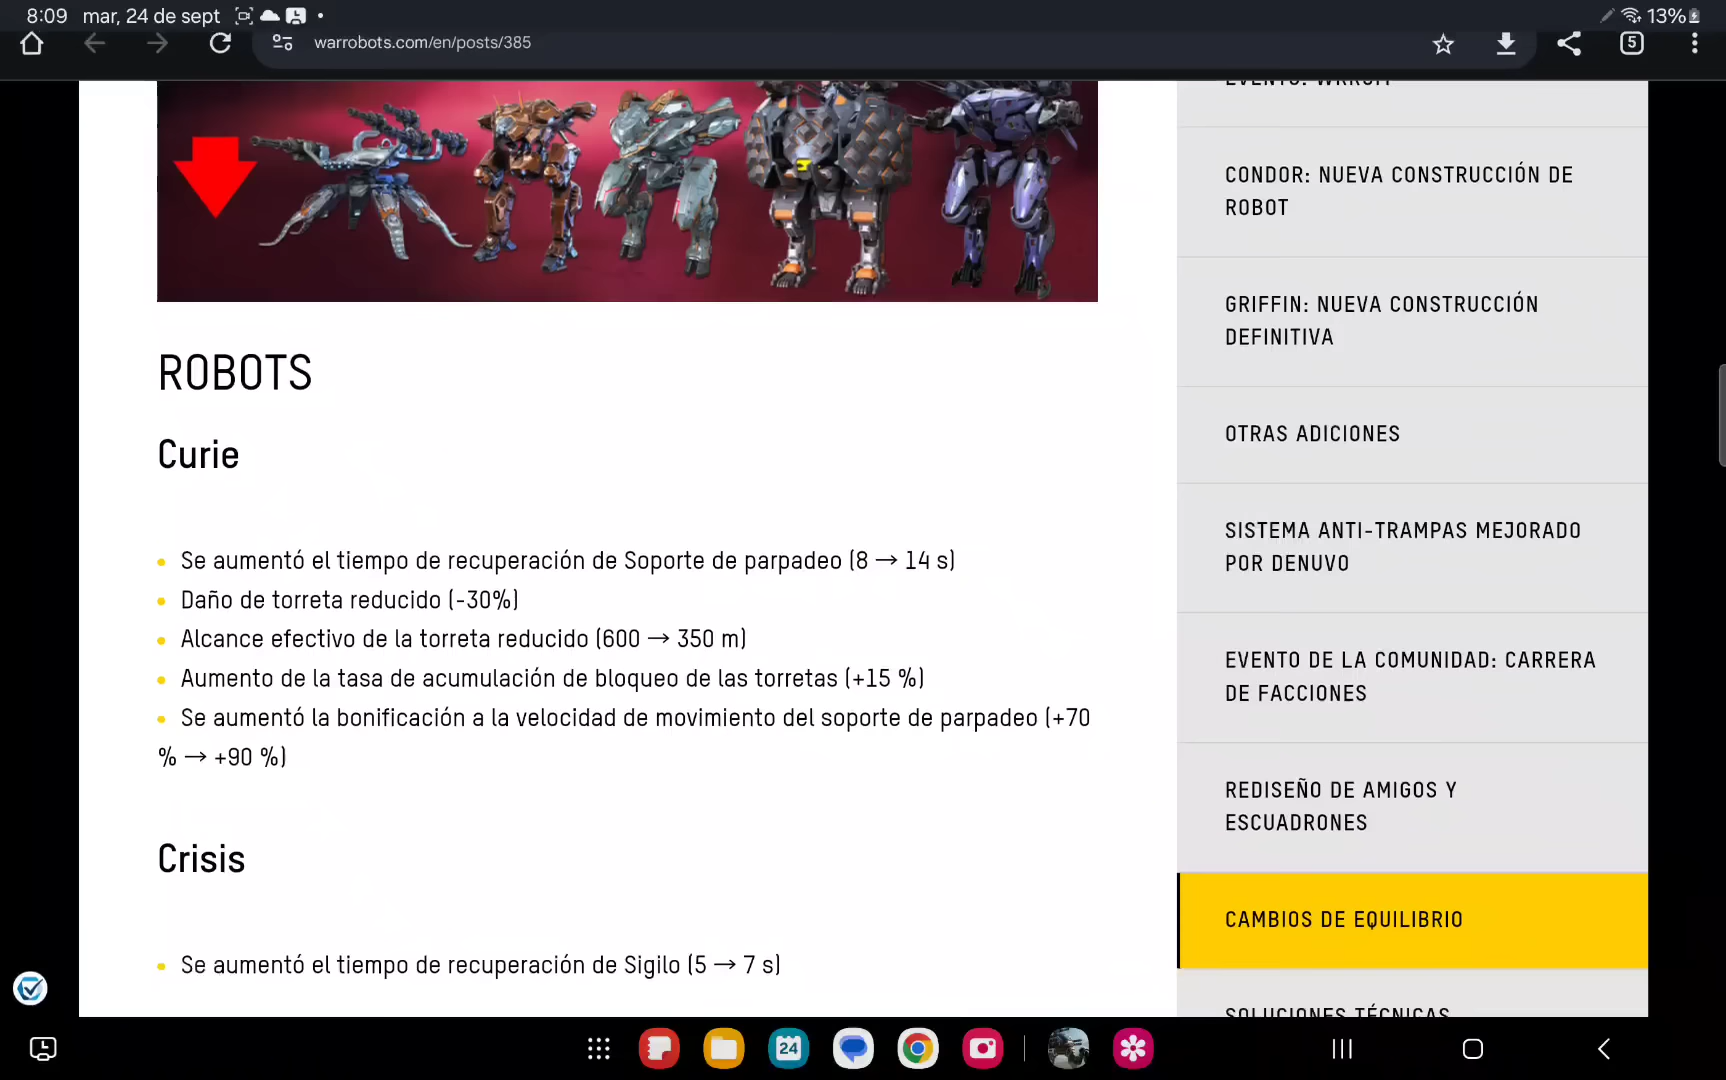 8:09 mar, 24 de sept
13%
warrobots.com/en/posts/385
5
CONDOR: NUEVA CONSTRUCCIÓN DE
ROBOT
GRIFFIN: NUEVA CONSTRUCCIÓN
DEFINITIVA
OTRAS ADICIONES
SISTEMA ANTI-TRAMPAS MEJORADO
POR DENUVO
EVENTO DE LA COMUNIDAD: CARRERA
DE FACCIONES
REDISEÑO DE AMIGOS Y
ESCUADRONES
CAMBIOS DE EQUILIBRIO
SOLUCIONES TÉCNICAS
ROBOTS
Curie
• Se aumentó el tiempo de recuperación de Soporte de parpadeo (8 → 14 s)
• Daño de torreta reducido (-30%)
• Alcance efectivo de la torreta reducido (600 → 350 m)
• Aumento de la tasa de acumulación de bloqueo de las torretas (+15 %)
• Se aumentó la bonificación a la velocidad de movimiento del soporte de parpadeo (+70
% → +90 %)
Crisis
• Se aumentó el tiempo de recuperación de Sigilo (5 → 7 s)
24